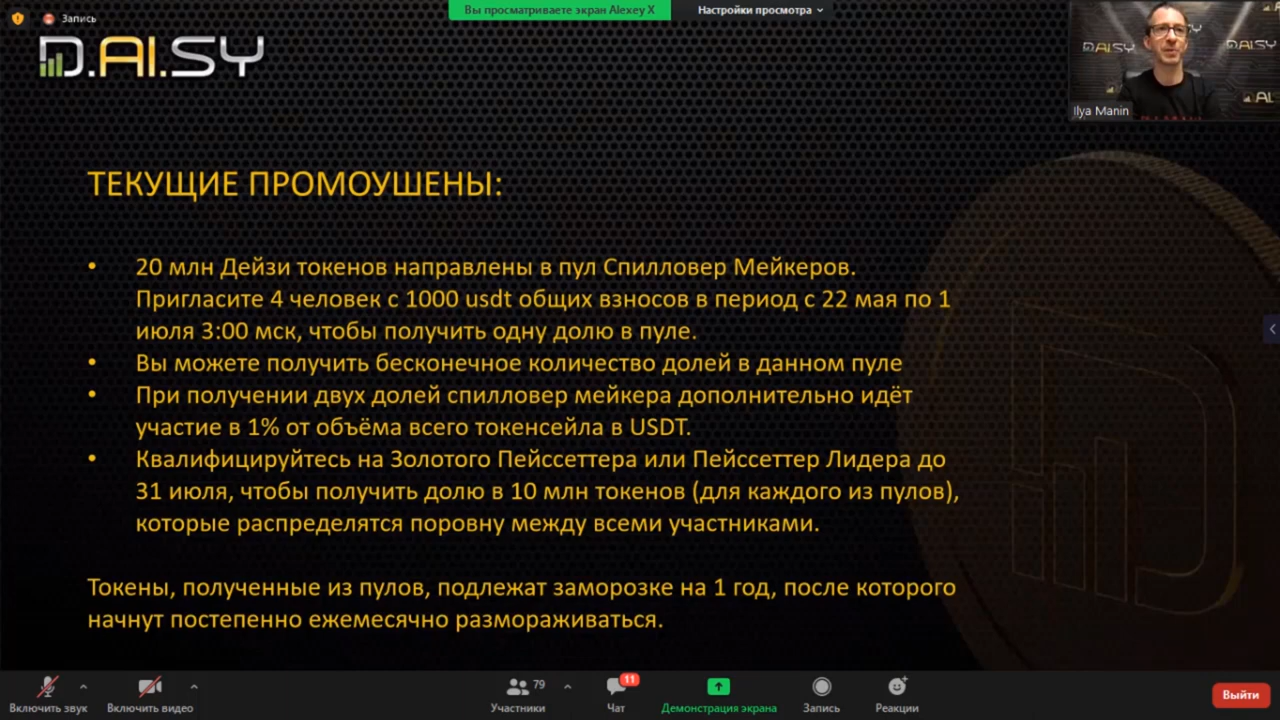 Запись
Вы просматриваете экран Alexey X
Настройки просмотра
D.AI.SY
D.AI.SY
D.AI.SY
Ilya Manin
ТЕКУЩИЕ ПРОМОУШЕНЫ:
• 20 млн Дейзи токенов направлены в пул Спилловер Мейкеров.
Пригласите 4 человек с 1000 usdt общих взносов в период с 22 мая по 1
июля 3:00 мск, чтобы получить одну долю в пуле.
• Вы можете получить бесконечное количество долей в данном пуле
• При получении двух долей спилловер мейкера дополнительно идёт
участие в 1% от объёма всего токенсейла в USDT.
• Квалифицируйтесь на Золотого Пейссеттера или Пейссеттер Лидера до
31 июля, чтобы получить долю в 10 млн токенов (для каждого из пулов),
которые распределятся поровну между всеми участниками.
Токены, полученные из пулов, подлежат заморозке на 1 год, после которого
начнут постепенно ежемесячно размораживаться.
Включить звук
Включить видео
79
Участники
11
Чат
Демонстрация экрана
Запись
Реакции
Выйти